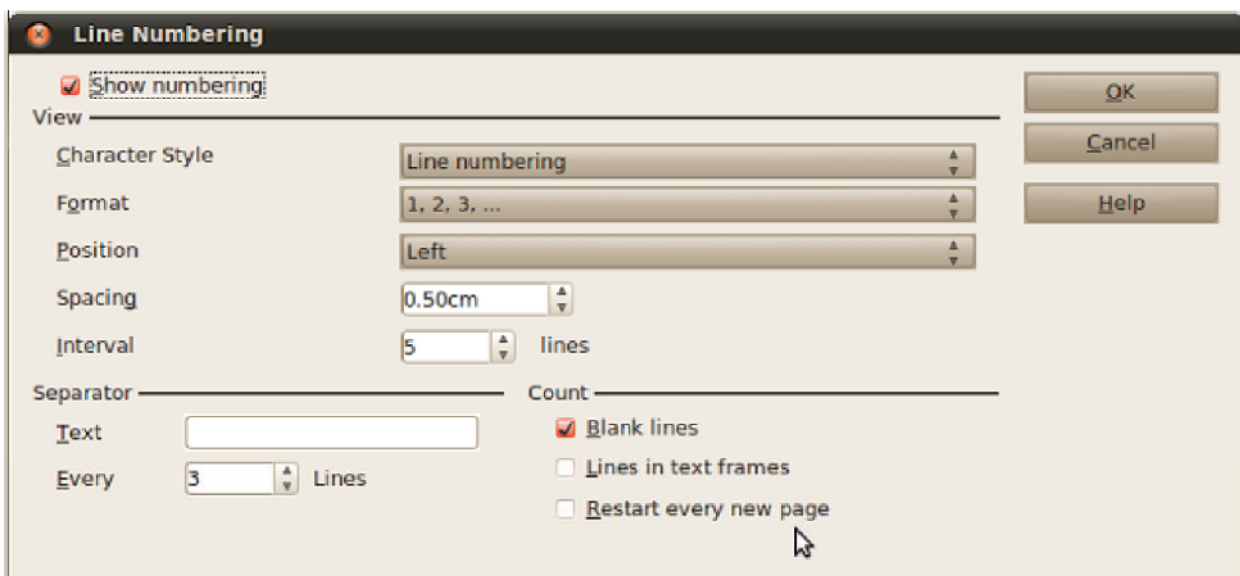 Line Numbering
Show numbering
View
Character Style Line numbering
Format 1, 2, 3, ...
Position Left
Spacing 0.50cm
Interval 5 lines
Separator
Text
Every 3 Lines
Count
Blank lines
Lines in text frames
Restart every new page
OK
Cancel
Help